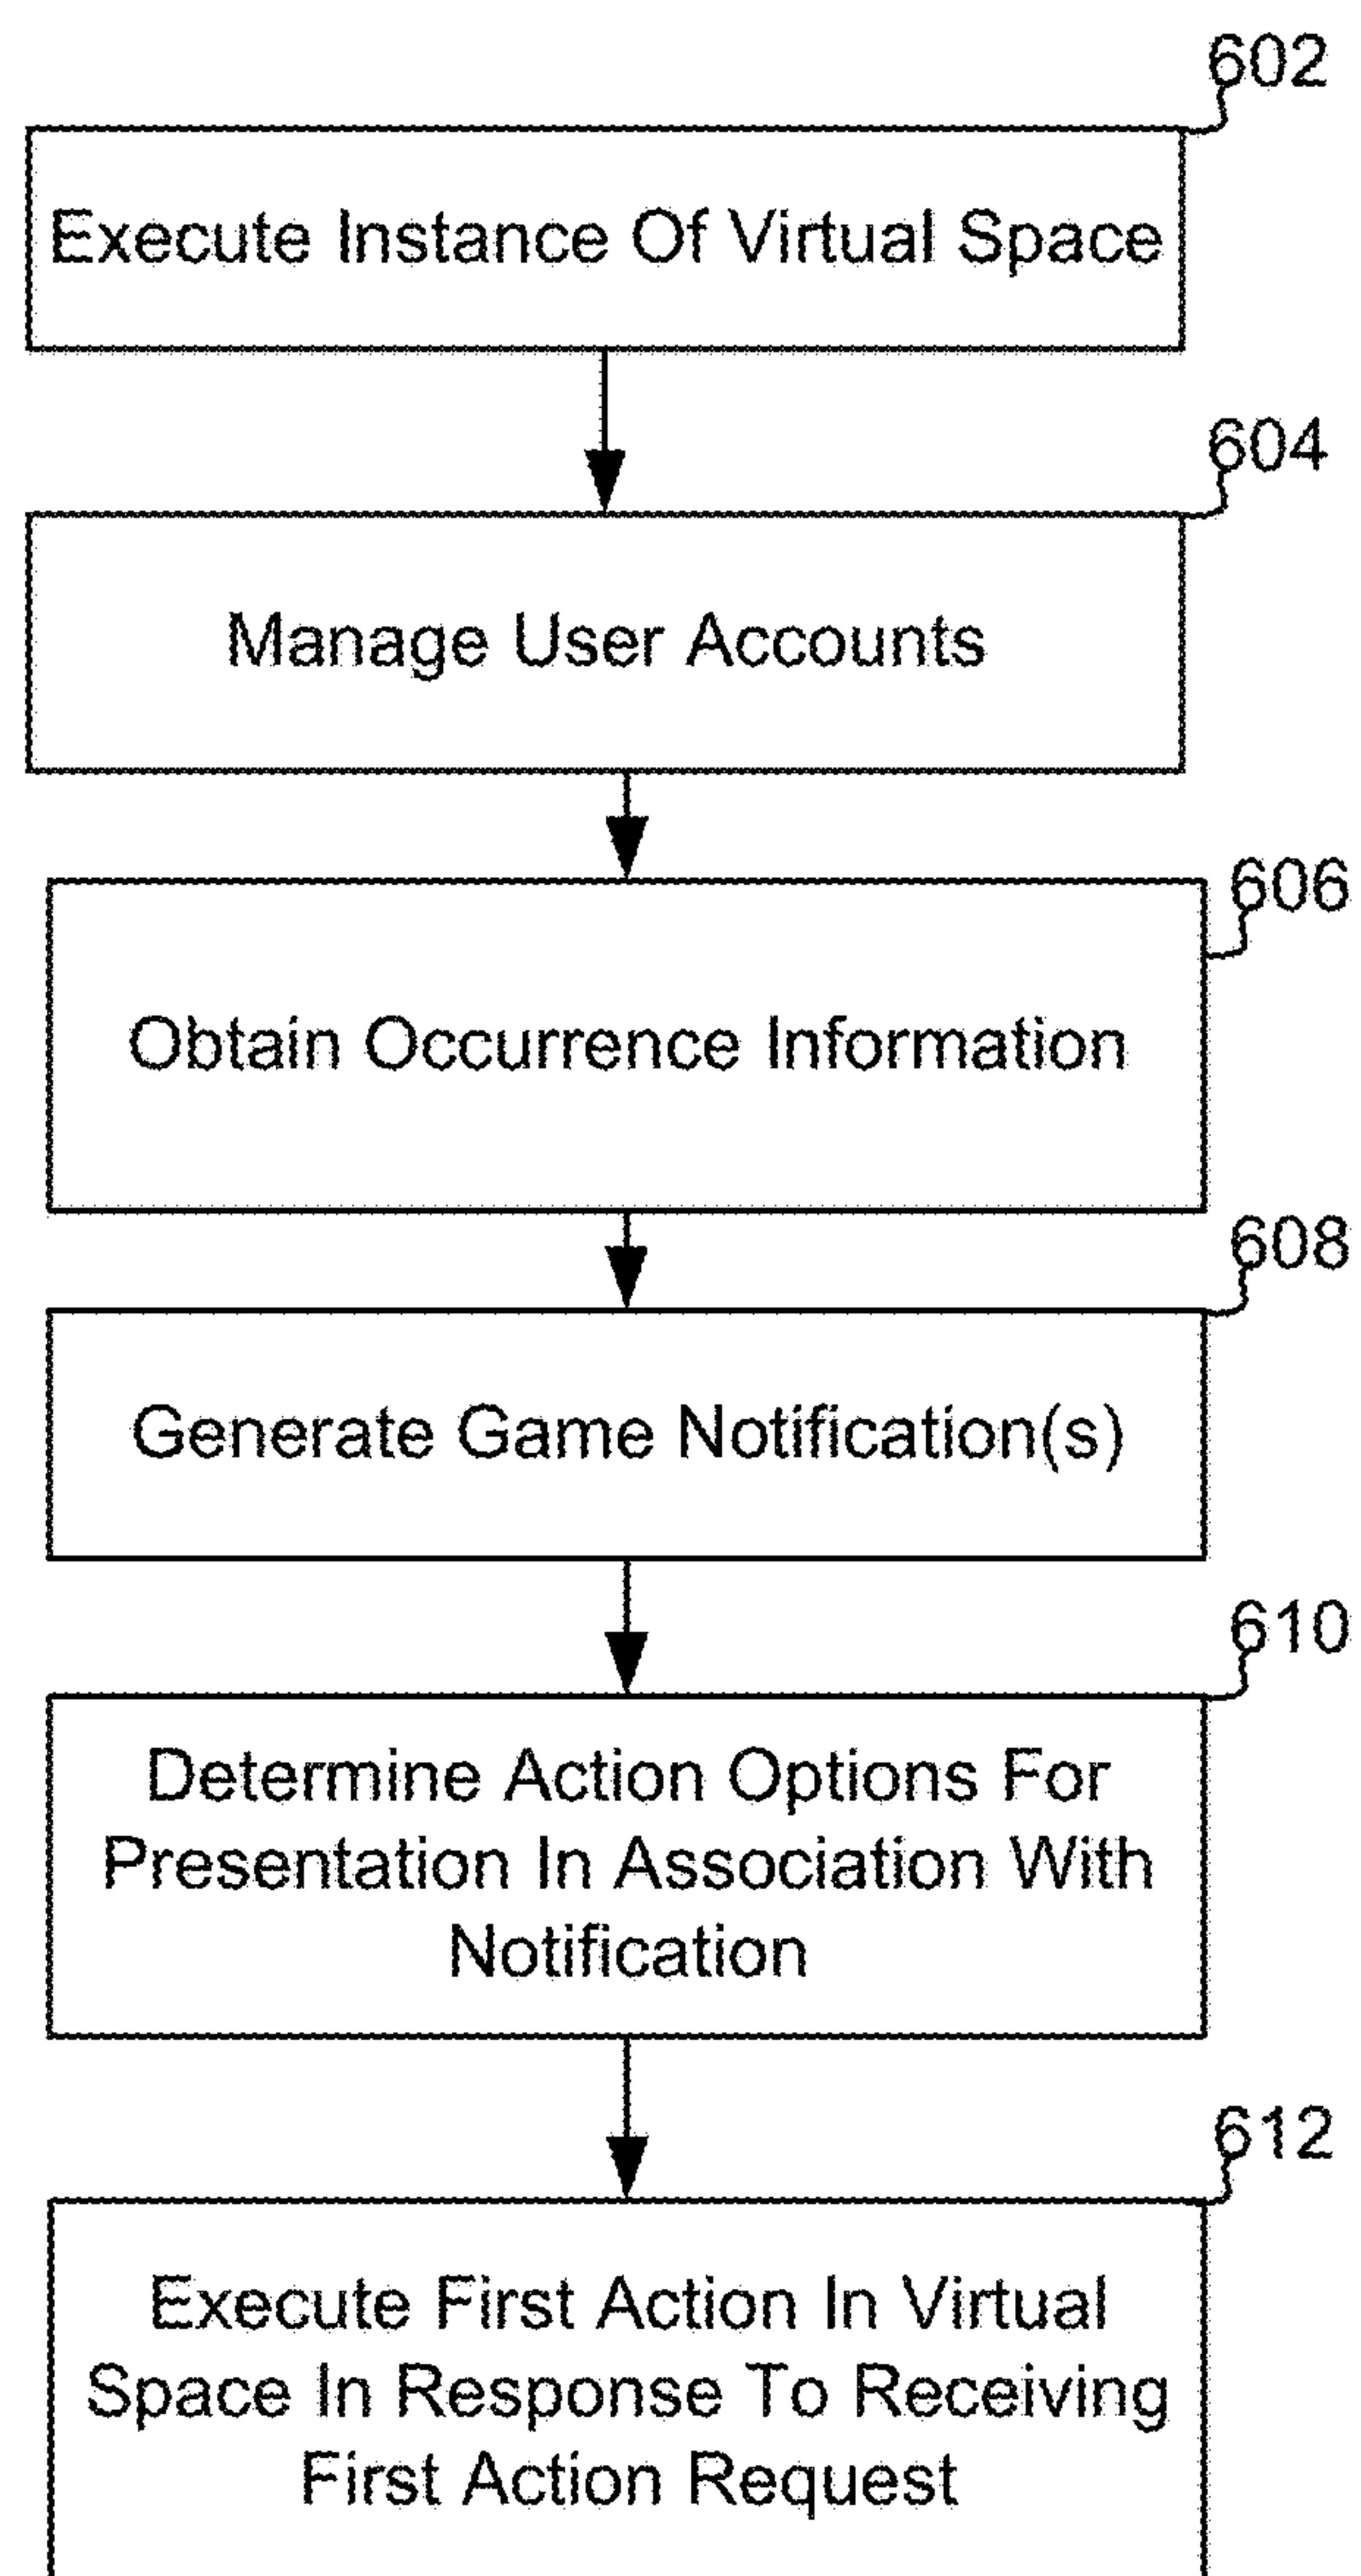 602
Execute Instance Of Virtual Space
604
Manage User Accounts
606
Obtain Occurrence Information
608
Generate Game Notification(s)
610
Determine Action Options For
Presentation In Association With
Notification
612
Execute First Action In Virtual
Space In Response To Receiving
First Action Request